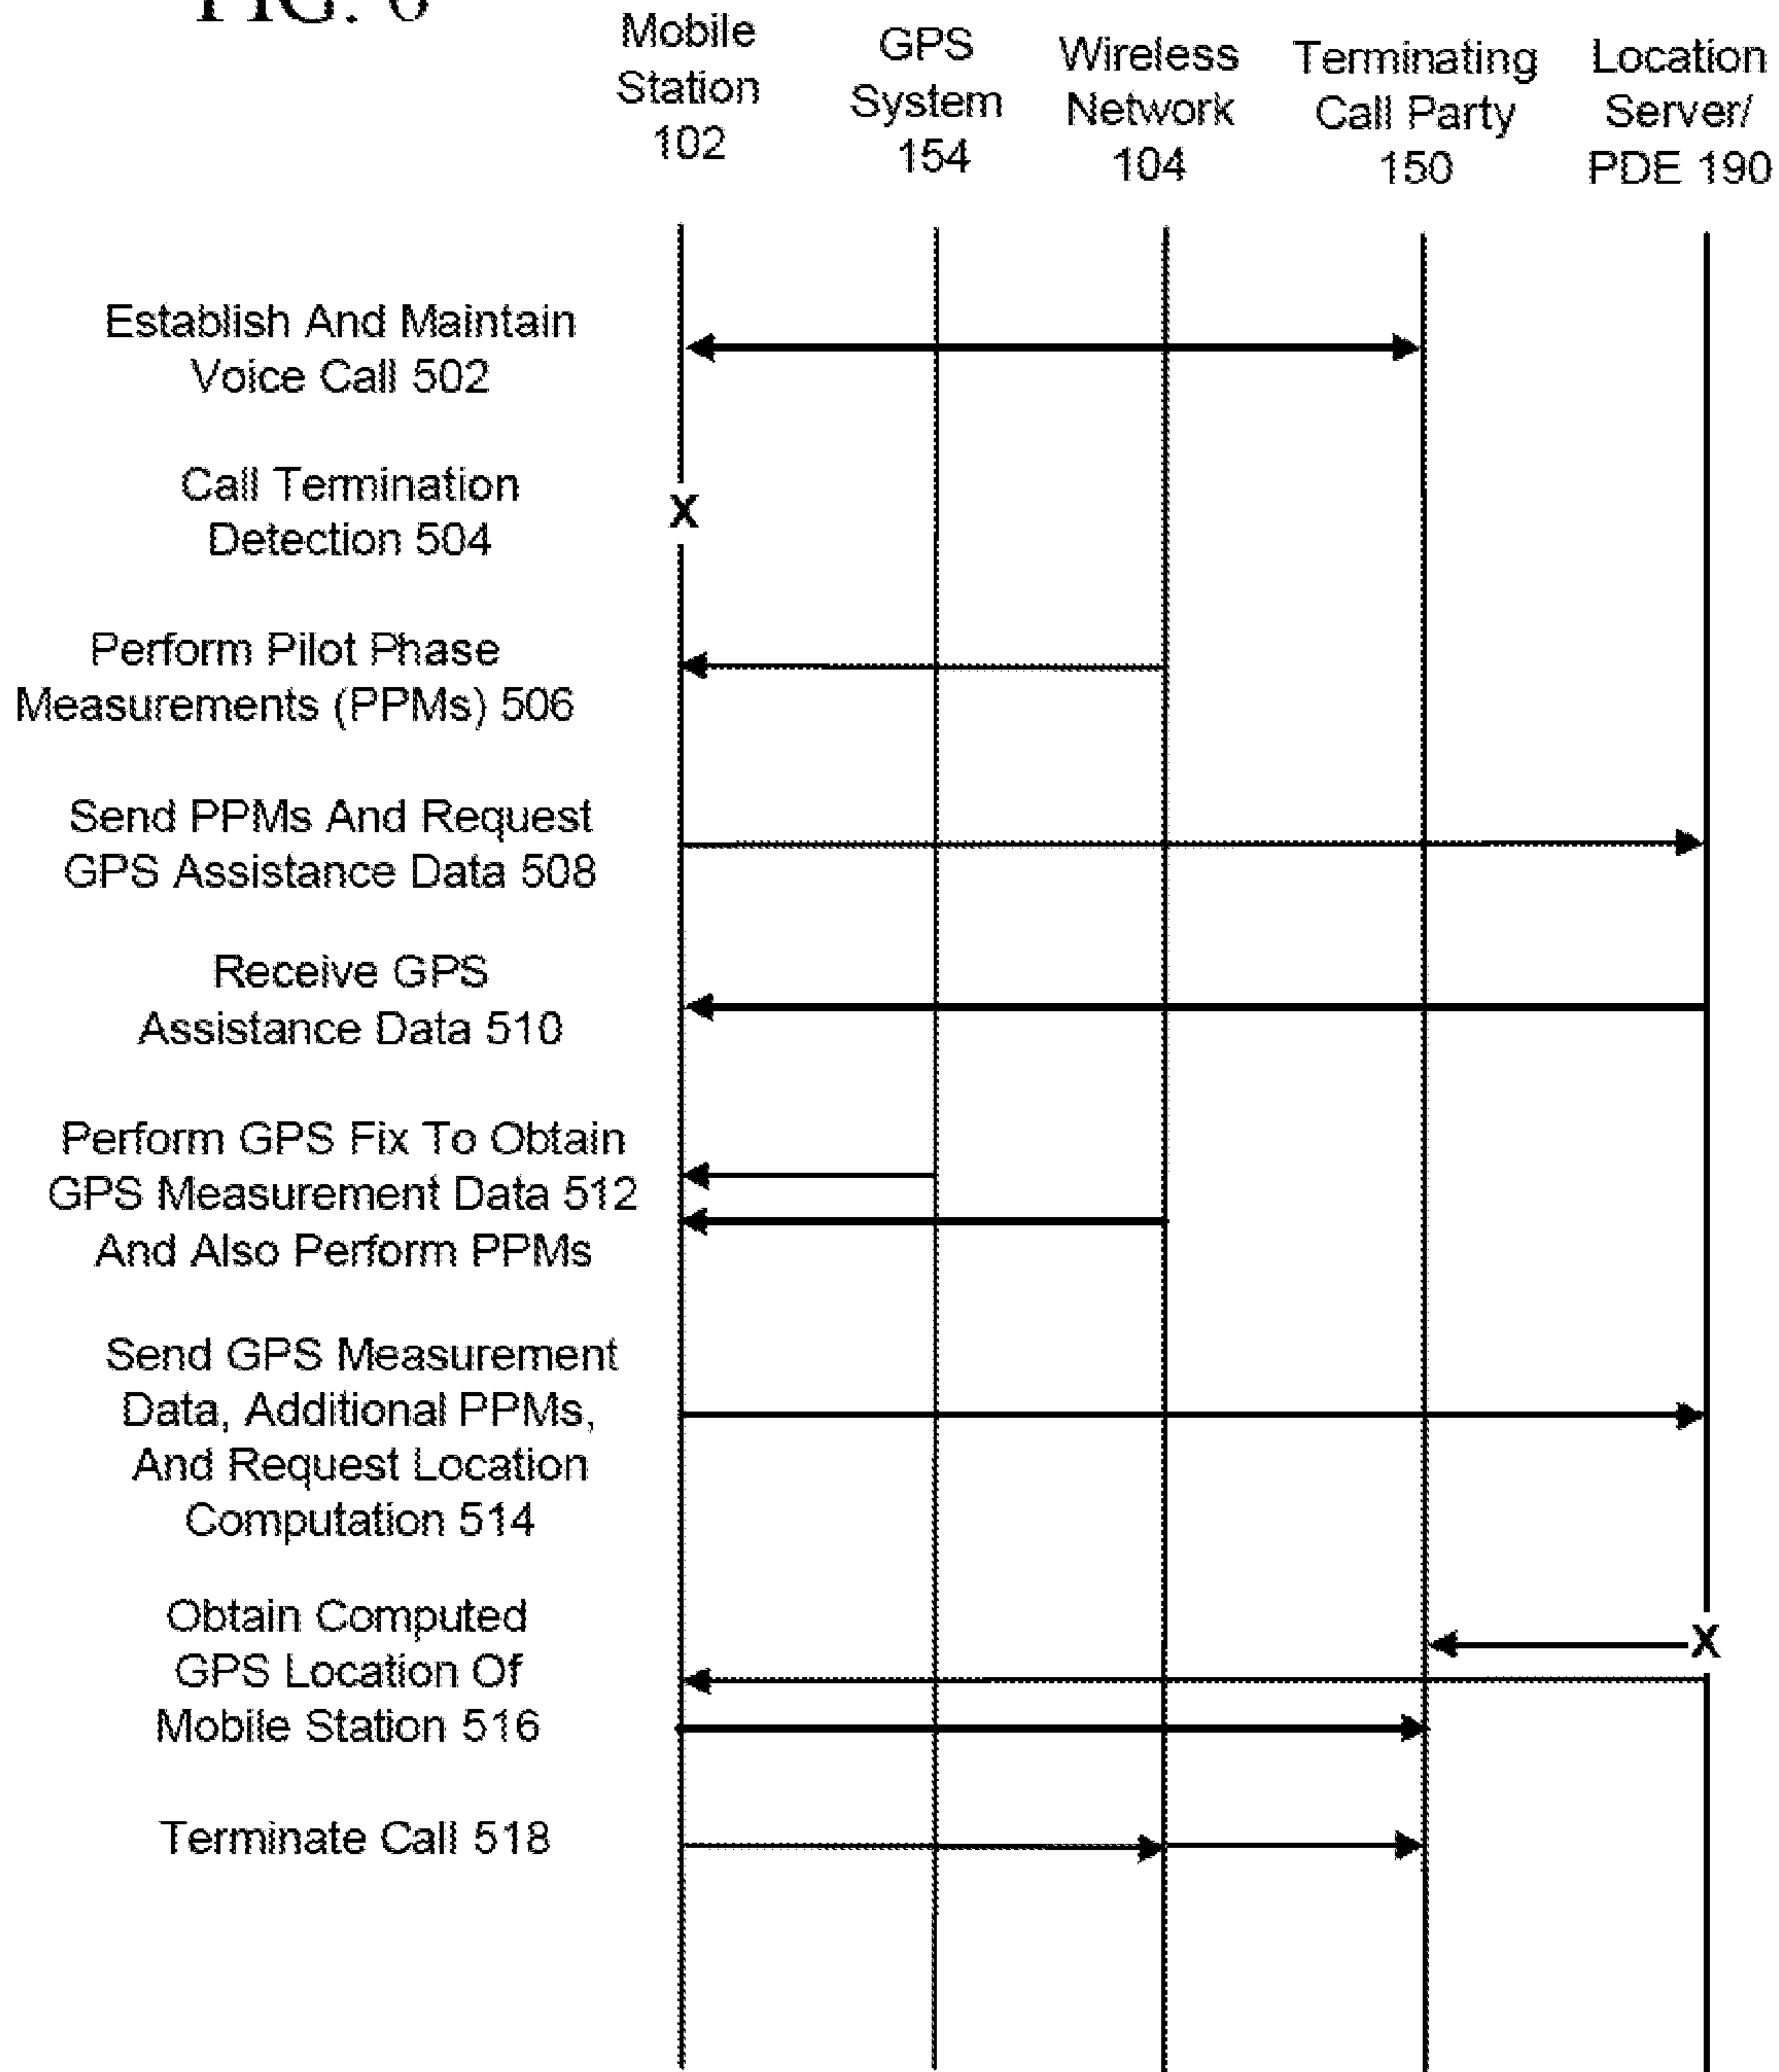 FIG. 6
Mobile
Station
102
GPS
System
154
Wireless
Network
104
Terminating
Call Party
150
Location
Server/
PDE 190
Establish And Maintain
Voice Call 502
Call Termination
Detection 504
X
Perform Pilot Phase
Measurements (PPMs) 506
Send PPMs And Request
GPS Assistance Data 508
Receive GPS
Assistance Data 510
Perform GPS Fix To Obtain
GPS Measurement Data 512
And Also Perform PPMs
Send GPS Measurement
Data, Additional PPMs,
And Request Location
Computation 514
Obtain Computed
GPS Location Of
Mobile Station 516
X
Terminate Call 518